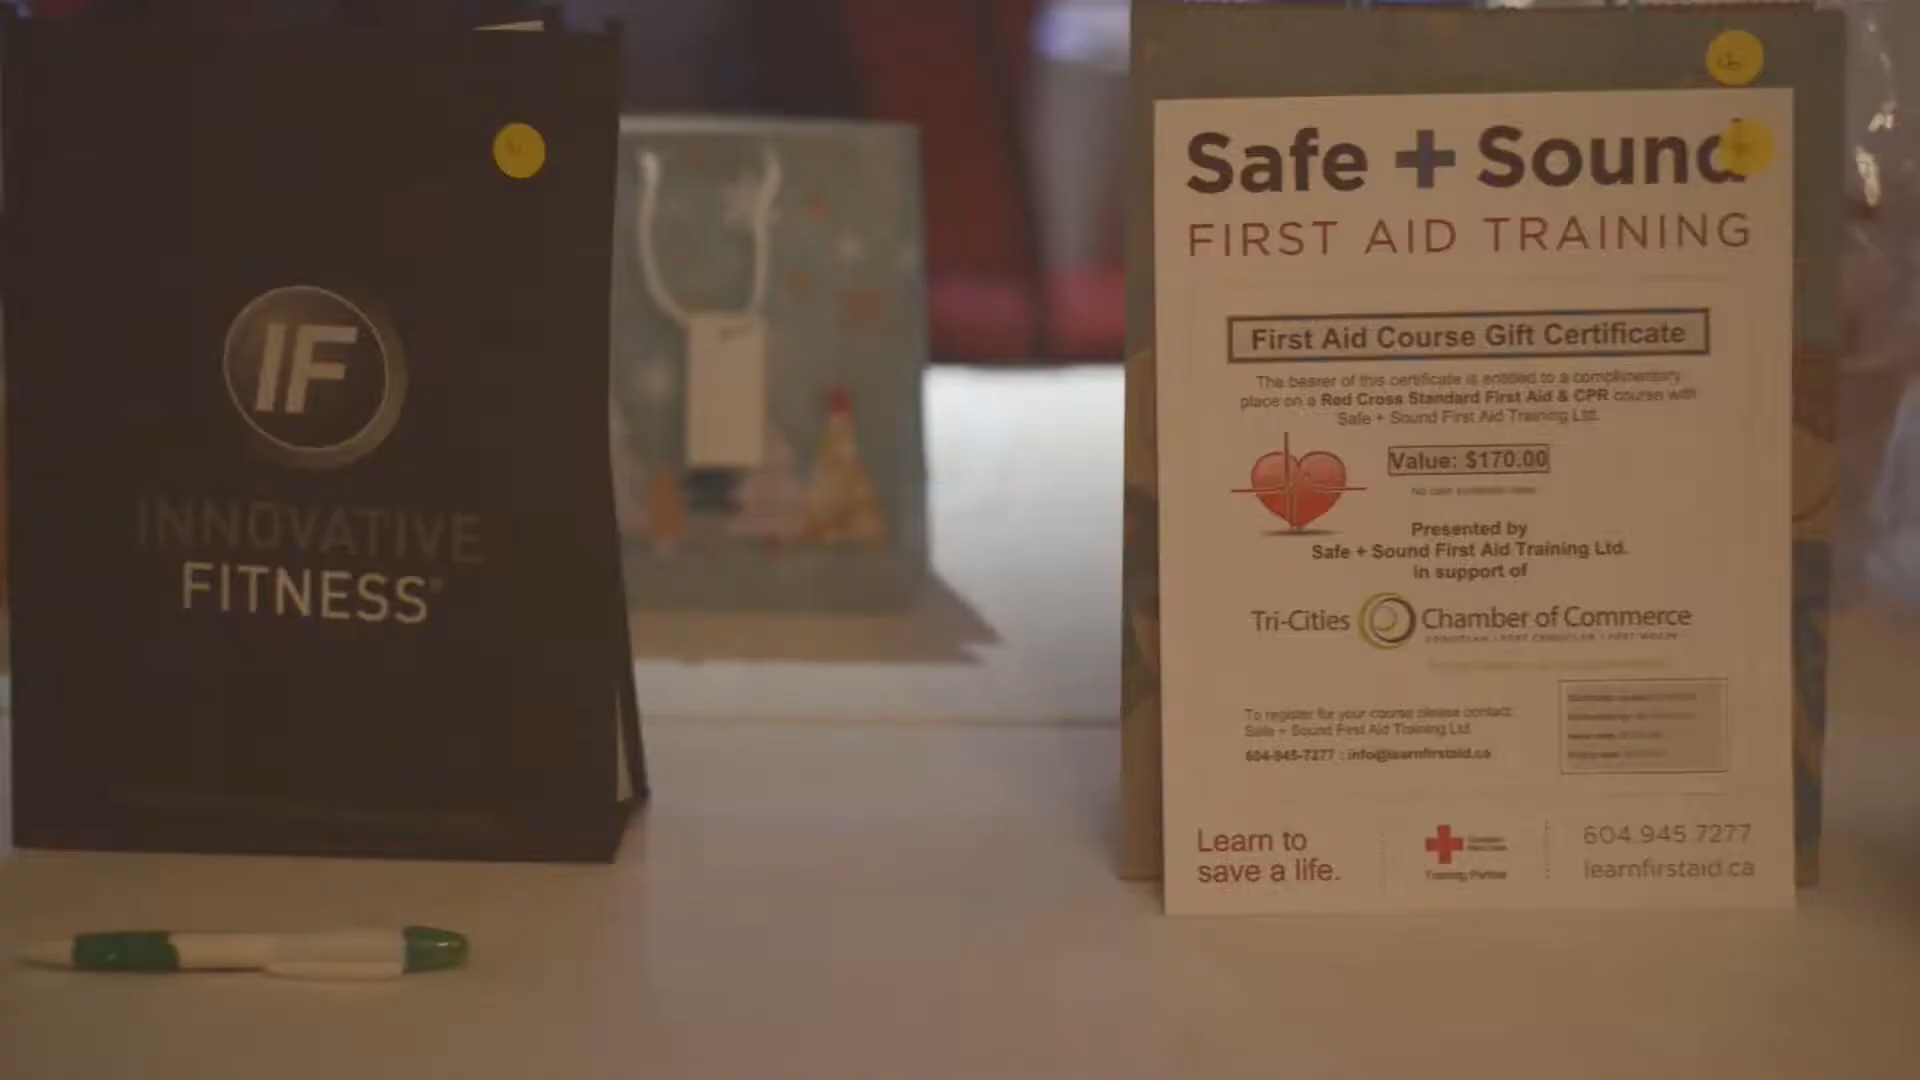 IF
INNOVATIVE
FITNESS
Safe + Sound
FIRST AID TRAINING
First Aid Course Gift Certificate
The bearer of this certificate is entitled to a complimentary
place on a Red Cross Standard First Aid & CPR course with
Safe + Sound First Aid Training Ltd.
Value: $170.00
Presented by
Safe + Sound First Aid Training Ltd.
in support of
Tri-Cities Chamber of Commerce
To register for your course please contact:
Safe + Sound First Aid Training Ltd.
604-945-7277 : info@learnfirstaid.ca
Learn to
save a life.
Training Partner
604.945.7277
learnfirstaid.ca